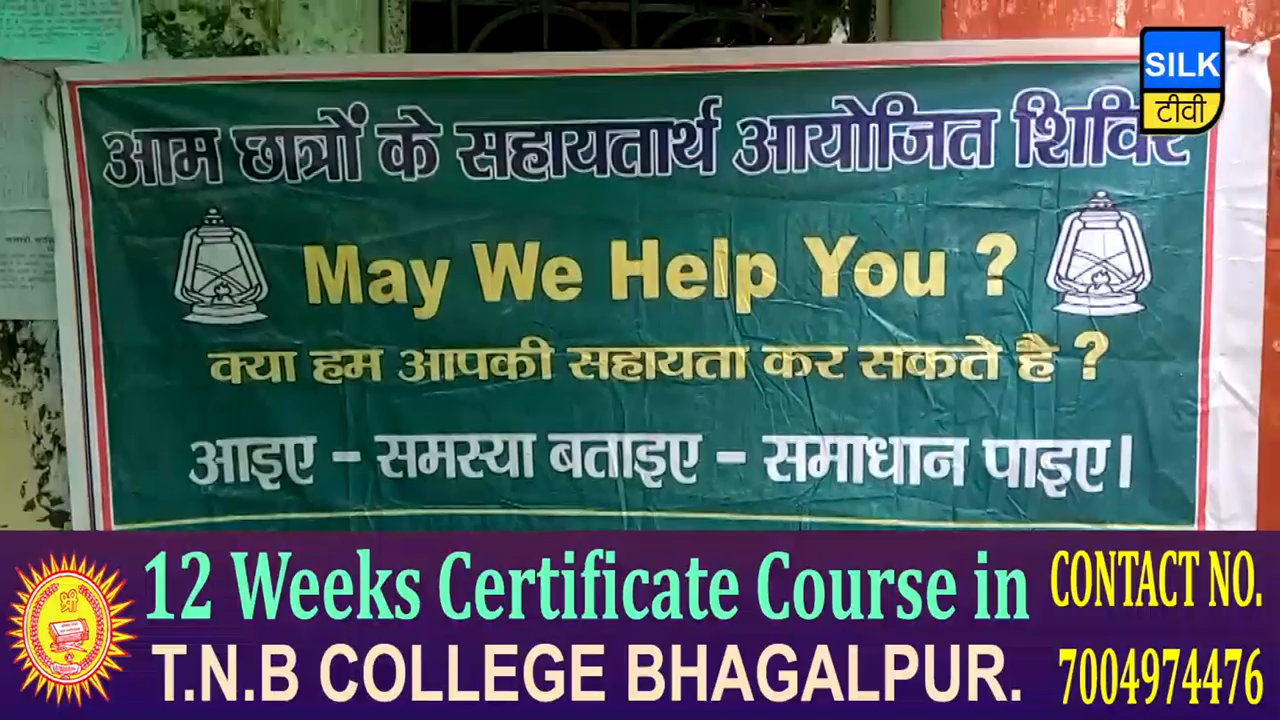 SILK
टीवी
आम छात्रों के सहायतार्थ आयोजित शिविर
May We Help You ?
क्या हम आपकी सहायता कर सकते है ?
आइए - समस्या बताइए - समाधान पाइए।
12 Weeks Certificate Course in
T.N.B COLLEGE BHAGALPUR.
CONTACT NO.
7004974476
श्री